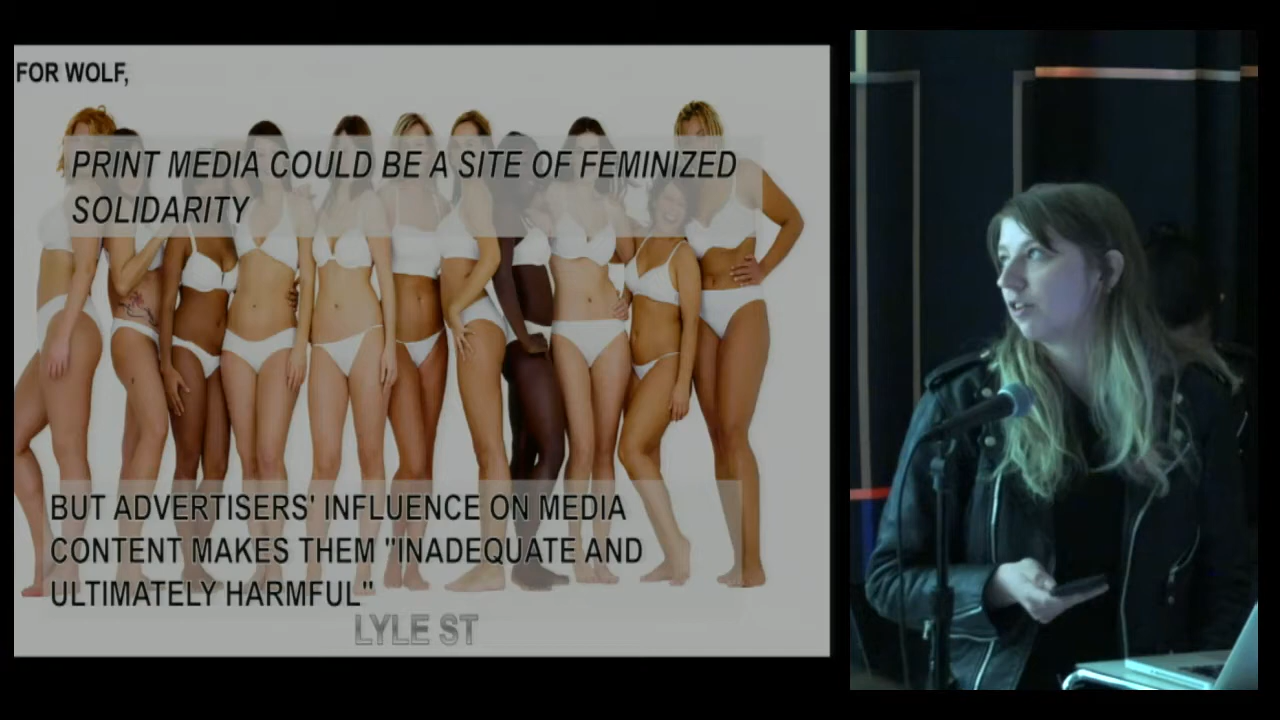 FOR WOLF,
PRINT MEDIA COULD BE A SITE OF FEMINIZED
SOLIDARITY
BUT ADVERTISERS' INFLUENCE ON MEDIA
CONTENT MAKES THEM "INADEQUATE AND
ULTIMATELY HARMFUL"
LYLE ST